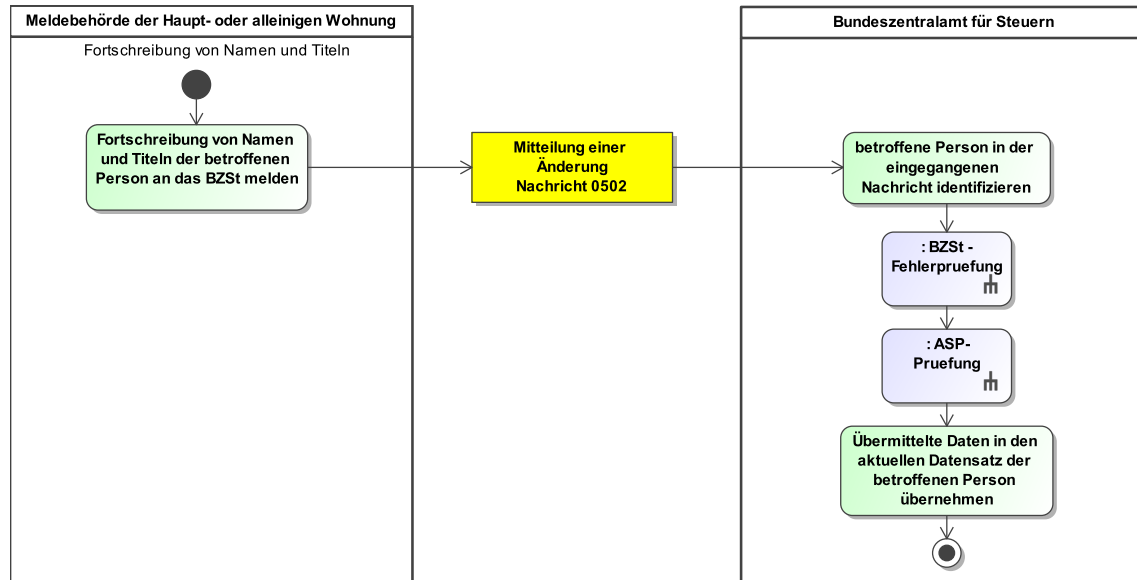 Meldebehörde der Haupt- oder alleinigen Wohnung
Fortschreibung von Namen und Titeln
Fortschreibung von Namen
und Titeln der betroffenen
Person an das BZSt melden
Mitteilung einer
Änderung
Nachricht 0502
Bundeszentralamt für Steuern
betroffene Person in der
eingegangenen
Nachricht identifizieren
: BZSt -
Fehlerpruefung
: ASP-
Pruefung
Übermittelte Daten in den
aktuellen Datensatz der
betroffenen Person
übernehmen